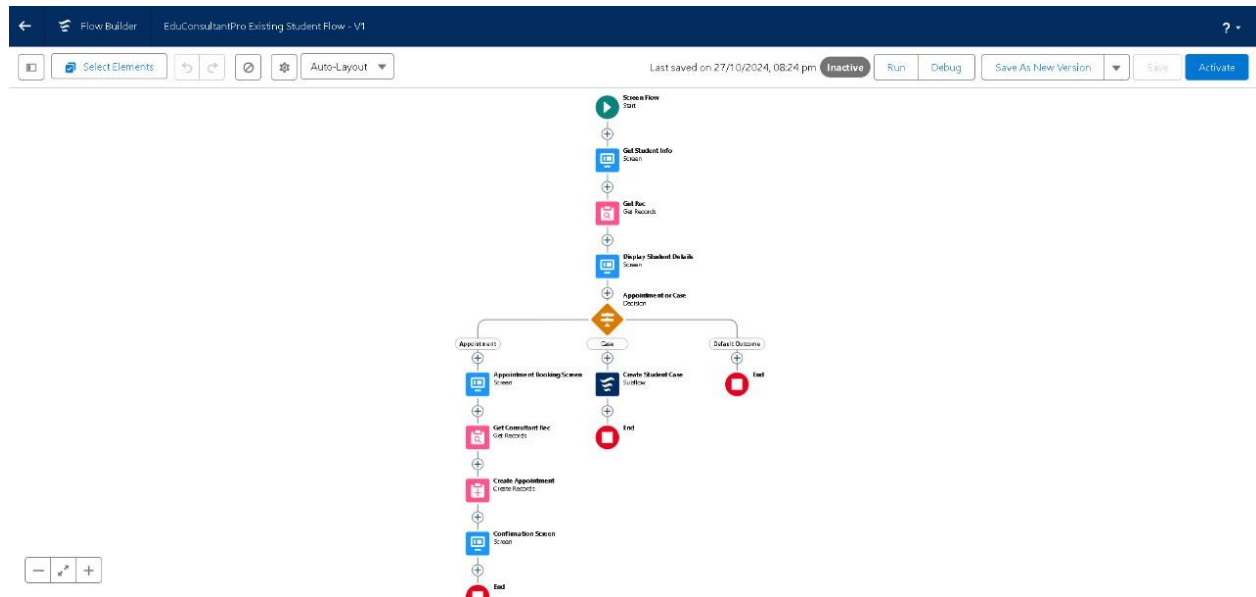 Flow Builder EduConsultantPro Existing Student Flow - V1 ?
Select Elements Auto-Layout Last saved on 27/10/2024, 08:24 pm Inactive Run Debug Save As New Version Save Activate
Screen Flow
Start
Get Student Info
Screen
Get Rec
Get Records
Display Student Details
Screen
Appointment or Case
Decision
Appointment Case Default Outcome
Appointment Booking Screen Create Student Case End
Screen Subflow
Get Consultant Rec End
Get Records
Create Appointment
Create Records
Confirmation Screen
Screen
End